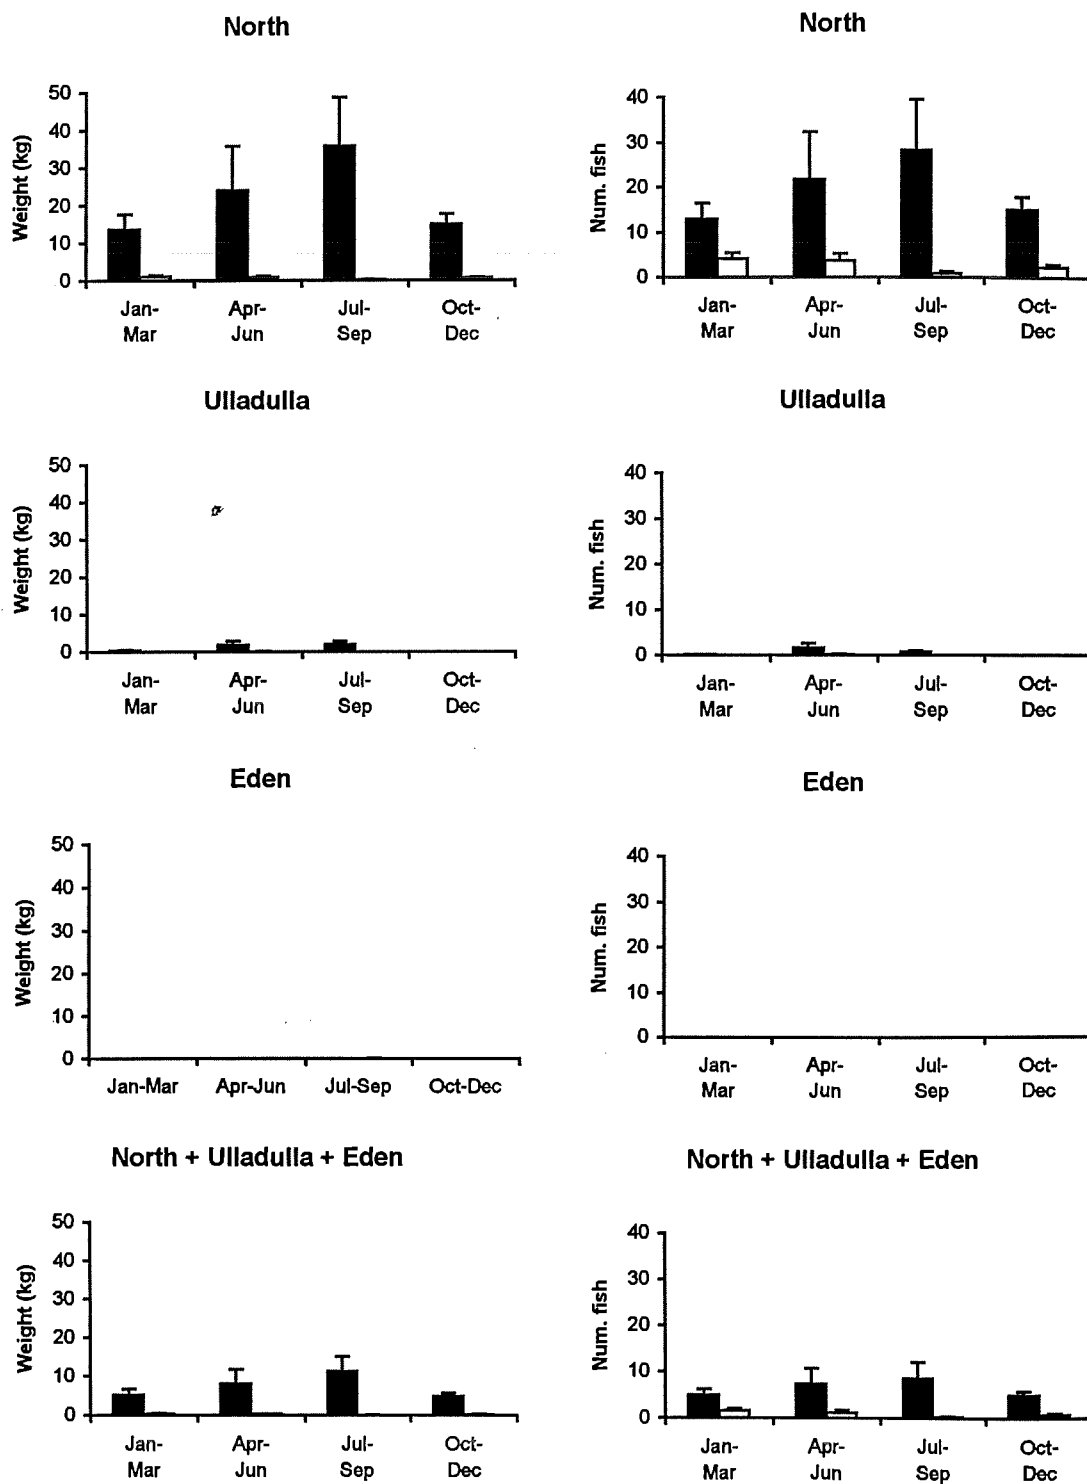 North
North
Weight (kg)
50
40
30
20
10
0
Jan-
Mar
Apr-
Jun
Jul-
Sep
Oct-
Dec
Num. fish
40
30
20
10
0
Jan-
Mar
Apr-
Jun
Jul-
Sep
Oct-
Dec
Ulladulla
Ulladulla
Weight (kg)
50
40
30
20
10
0
Jan-
Mar
Apr-
Jun
Jul-
Sep
Oct-
Dec
Num. fish
40
30
20
10
0
Jan-
Mar
Apr-
Jun
Jul-
Sep
Oct-
Dec
Eden
Eden
Weight (kg)
50
40
30
20
10
0
Jan-Mar
Apr-Jun
Jul-Sep
Oct-Dec
Num. fish
40
30
20
10
0
Jan-
Mar
Apr-
Jun
Jul-
Sep
Oct-
Dec
North + Ulladulla + Eden
North + Ulladulla + Eden
Weight (kg)
50
40
30
20
10
0
Jan-
Mar
Apr-
Jun
Jul-
Sep
Oct-
Dec
Num. fish
40
30
20
10
0
Jan-
Mar
Apr-
Jun
Jul-
Sep
Oct-
Dec